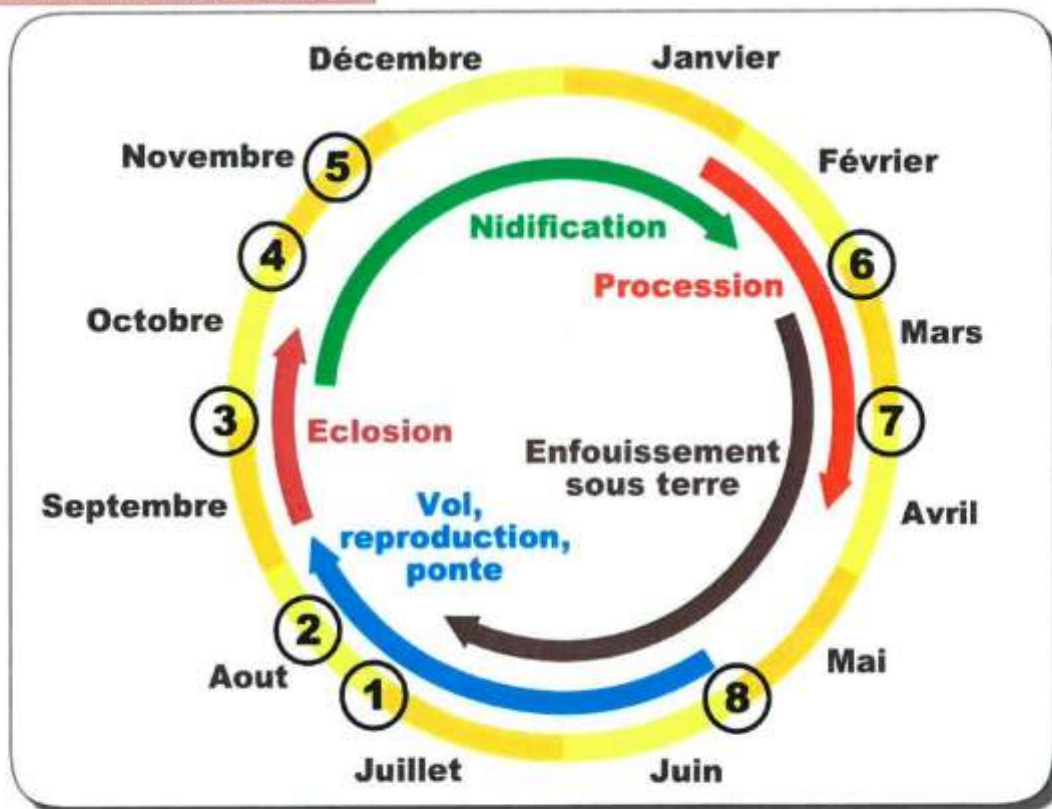 Décembre
Janvier
Novembre
5
Février
Nidification
4
6
Procession
Octobre
Mars
3
7
Eclosion
Enfouissement
sous terre
Septembre
Vol,
reproduction,
ponte
Avril
2
Mai
Aout
1
8
Juillet
Juin